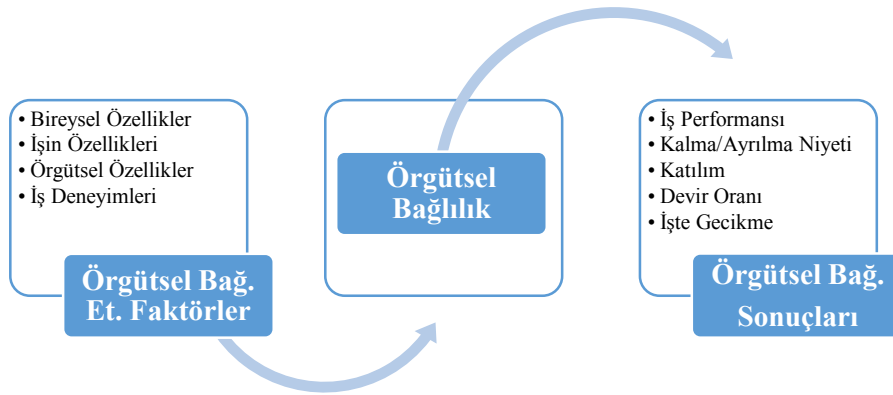 • Bireysel Özellikler
• İşin Özellikleri
• Örgütsel Özellikler
• İş Deneyimleri
Örgütsel Bağ.
Et. Faktörler
Örgütsel
Bağlılık
• İş Performansı
• Kalma/Ayrılma Niyeti
• Katılım
• Devir Oranı
• İşte Gecikme
Örgütsel Bağ.
Sonuçları